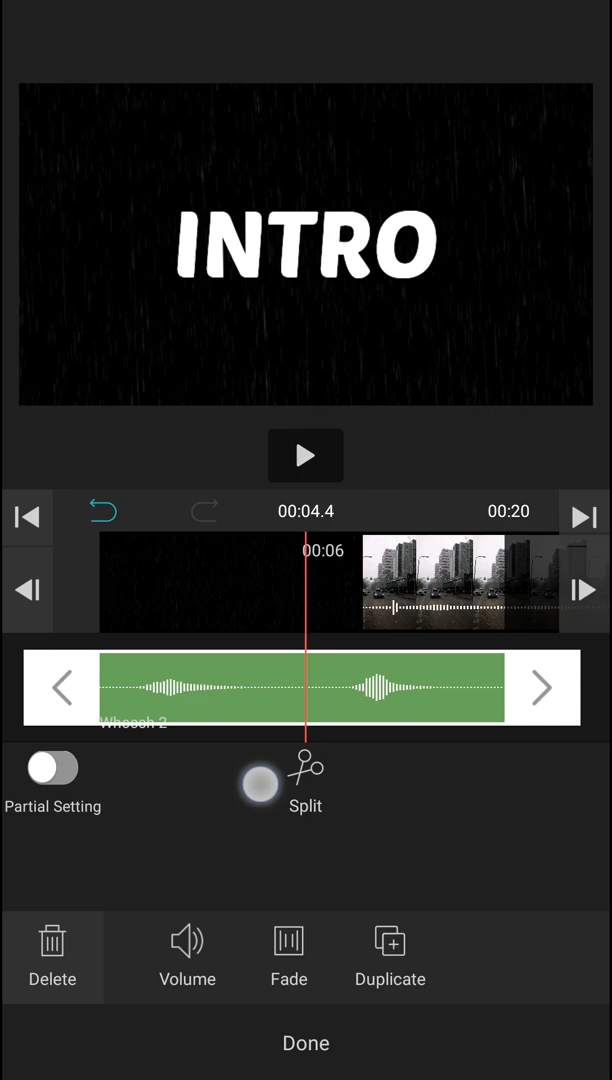 INTRO
00:04.4
00:20
00:06
Whoosh 2
Partial Setting
Split
Delete
Volume
Fade
Duplicate
Done